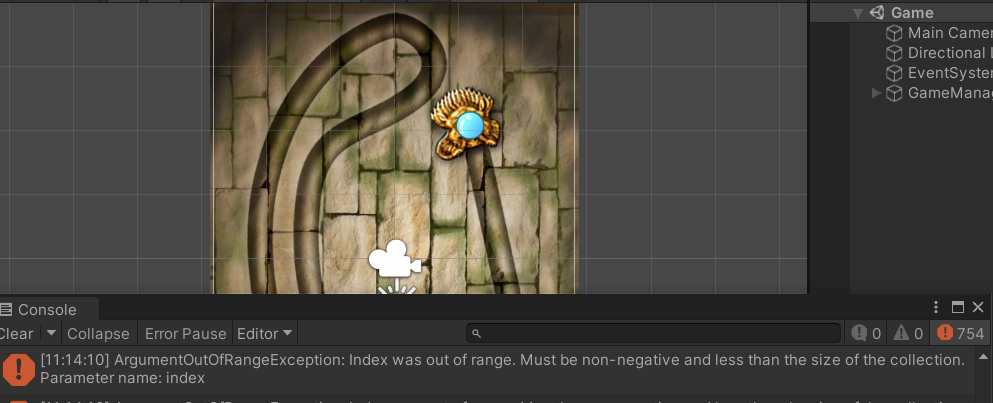 Game
Main Camer
Directional
EventSyster
GameManag
Console
Clear
Collapse
Error Pause
Editor
0
0
754
[11:14:10] ArgumentOutOfRangeException: Index was out of range. Must be non-negative and less than the size of the collection.
Parameter name: index